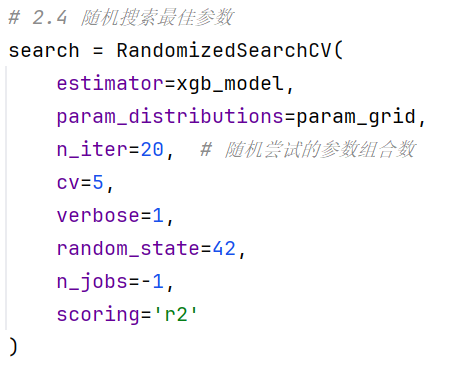 # 2.4 随机搜索最佳参数
search = RandomizedSearchCV(
    estimator=xgb_model,
    param_distributions=param_grid,
    n_iter=20,  # 随机尝试的参数组合数
    cv=5,
    verbose=1,
    random_state=42,
    n_jobs=-1,
    scoring='r2'
)